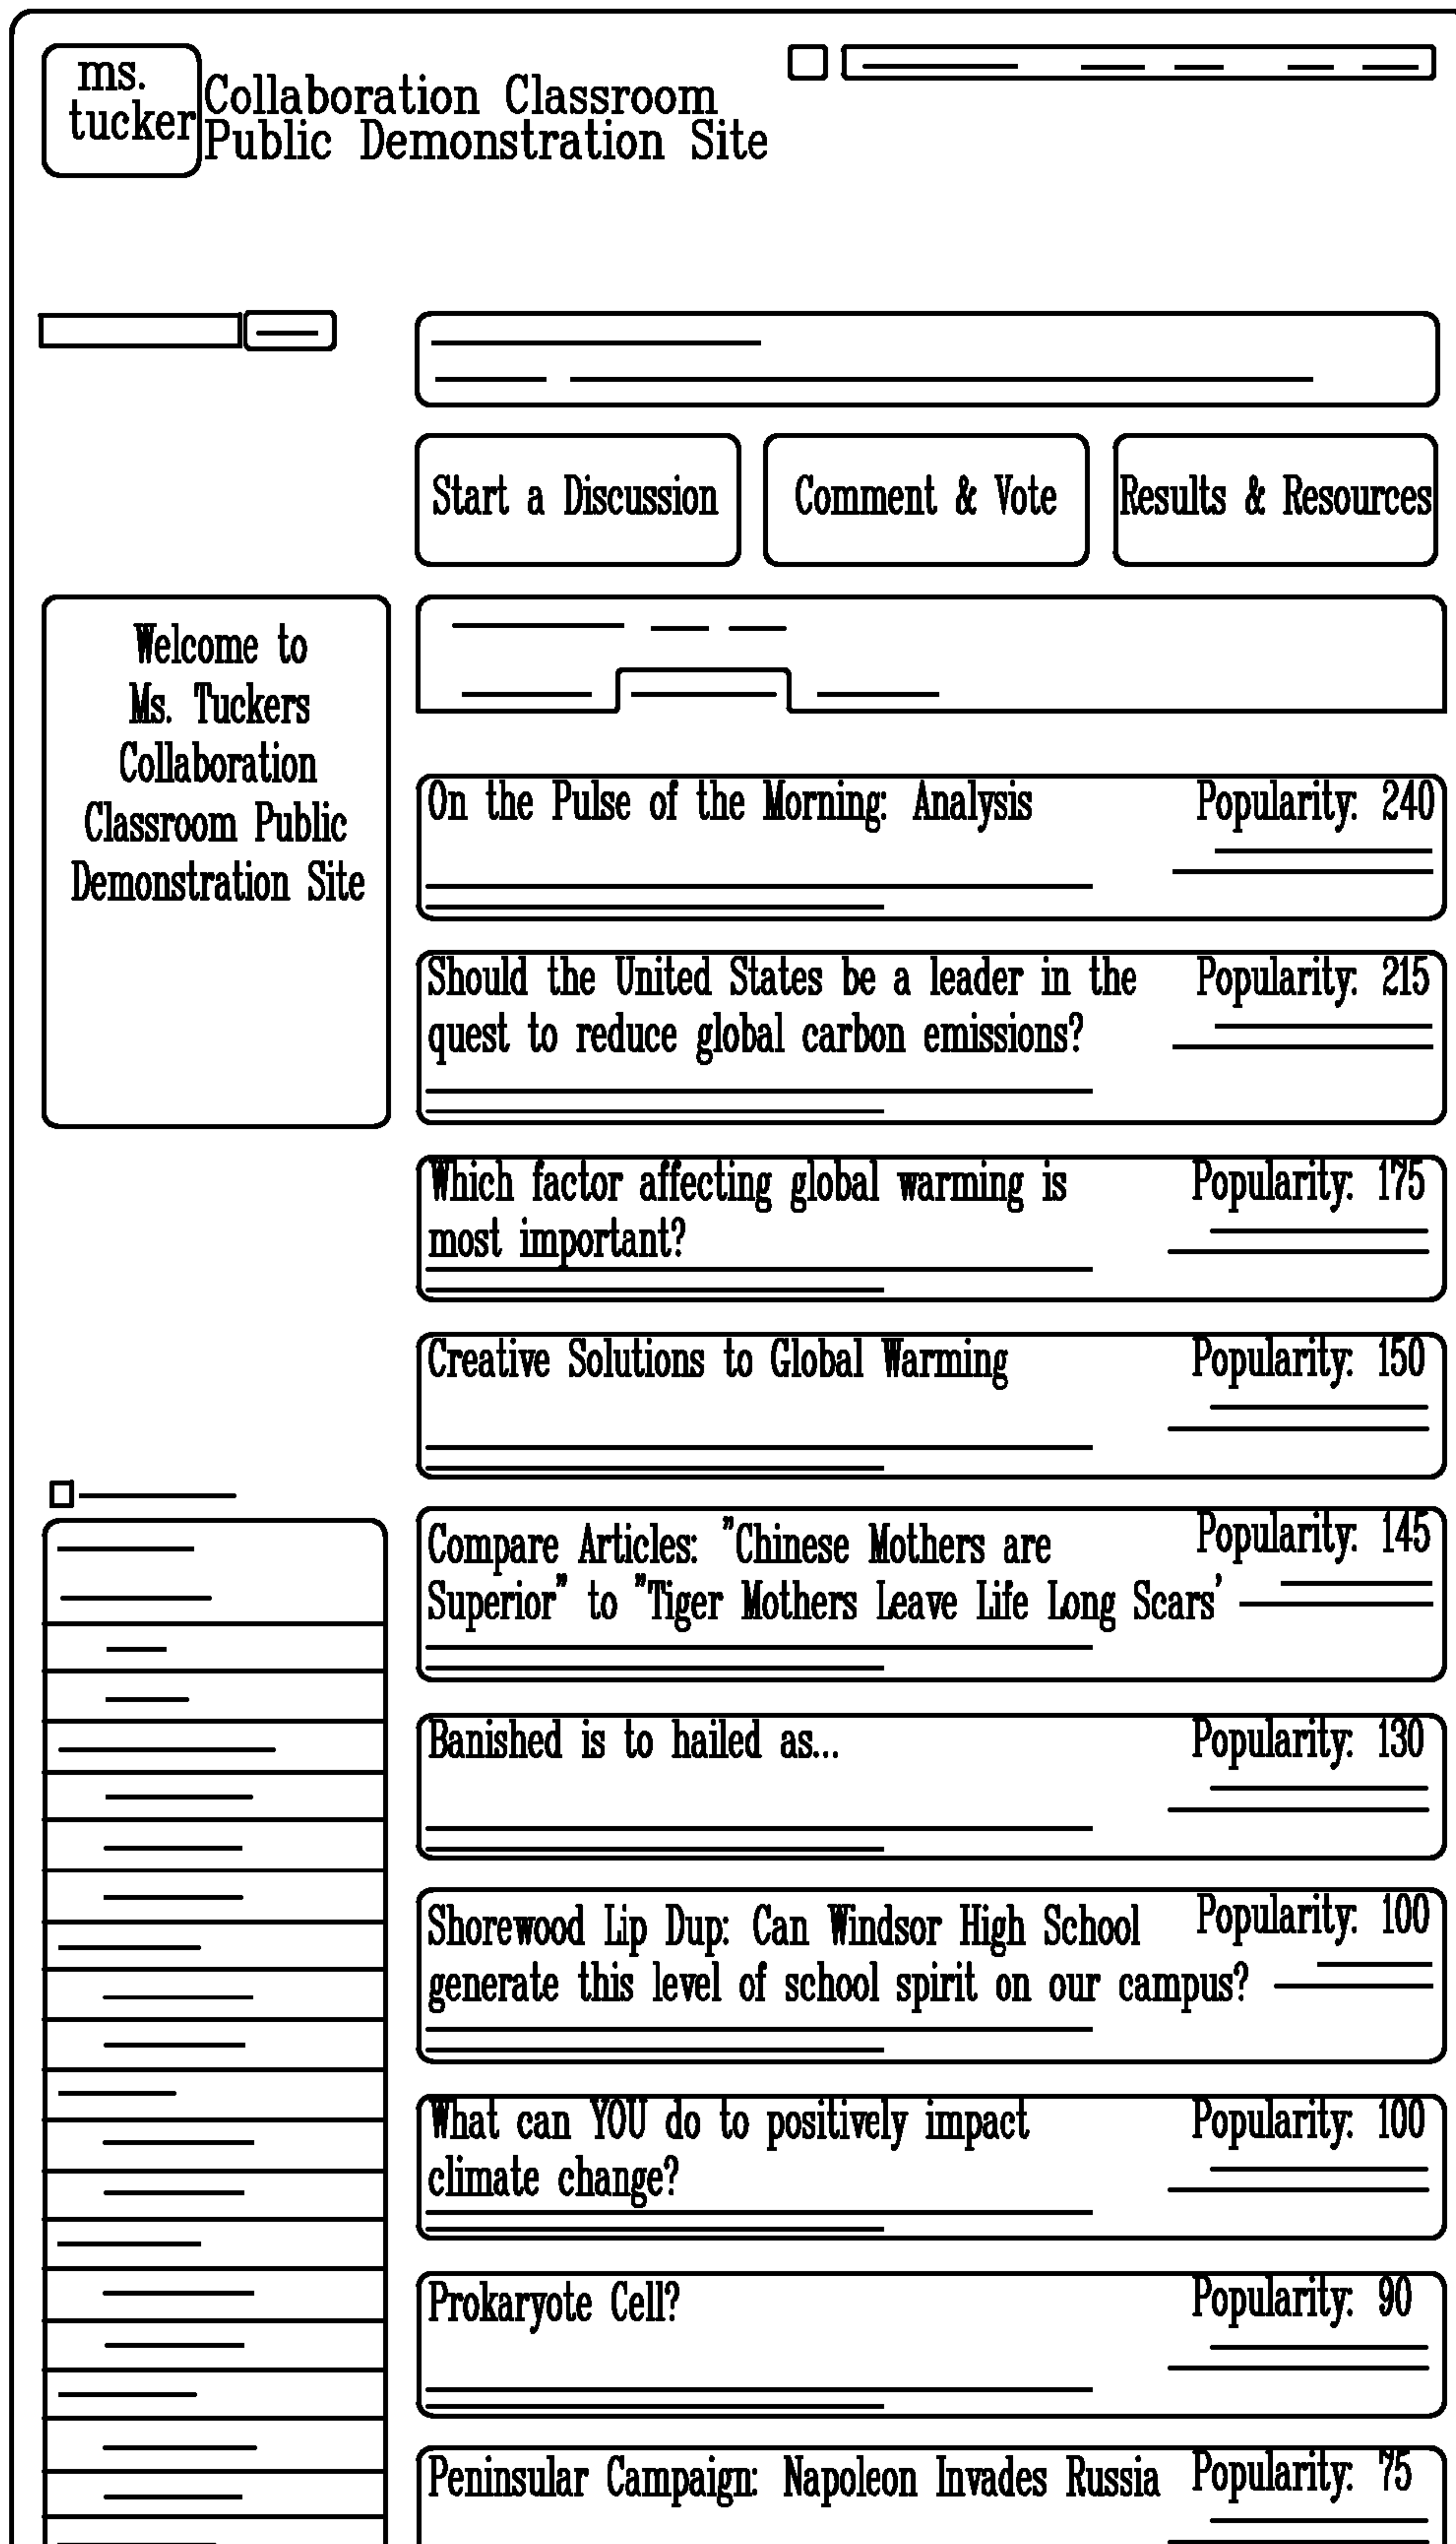 ms.
tucker
Collaboration Classroom
Public Demonstration Site
Start a Discussion
Comment & Vote
Results & Resources
Welcome to
Ms. Tuckers
Collaboration
Classroom Public
Demonstration Site
On the Pulse of the Morning: Analysis
Popularity: 240
Should the United States be a leader in the
quest to reduce global carbon emissions?
Popularity: 215
Which factor affecting global warming is
most important?
Popularity: 175
Creative Solutions to Global Warming
Popularity: 150
Compare Articles: "Chinese Mothers are
Superior" to "Tiger Mothers Leave Life Long Scars'
Popularity: 145
Banished is to hailed as...
Popularity: 130
Shorewood Lip Dup: Can Windsor High School
generate this level of school spirit on our campus?
Popularity: 100
What can YOU do to positively impact
climate change?
Popularity: 100
Prokaryote Cell?
Popularity: 90
Peninsular Campaign: Napoleon Invades Russia
Popularity: 75